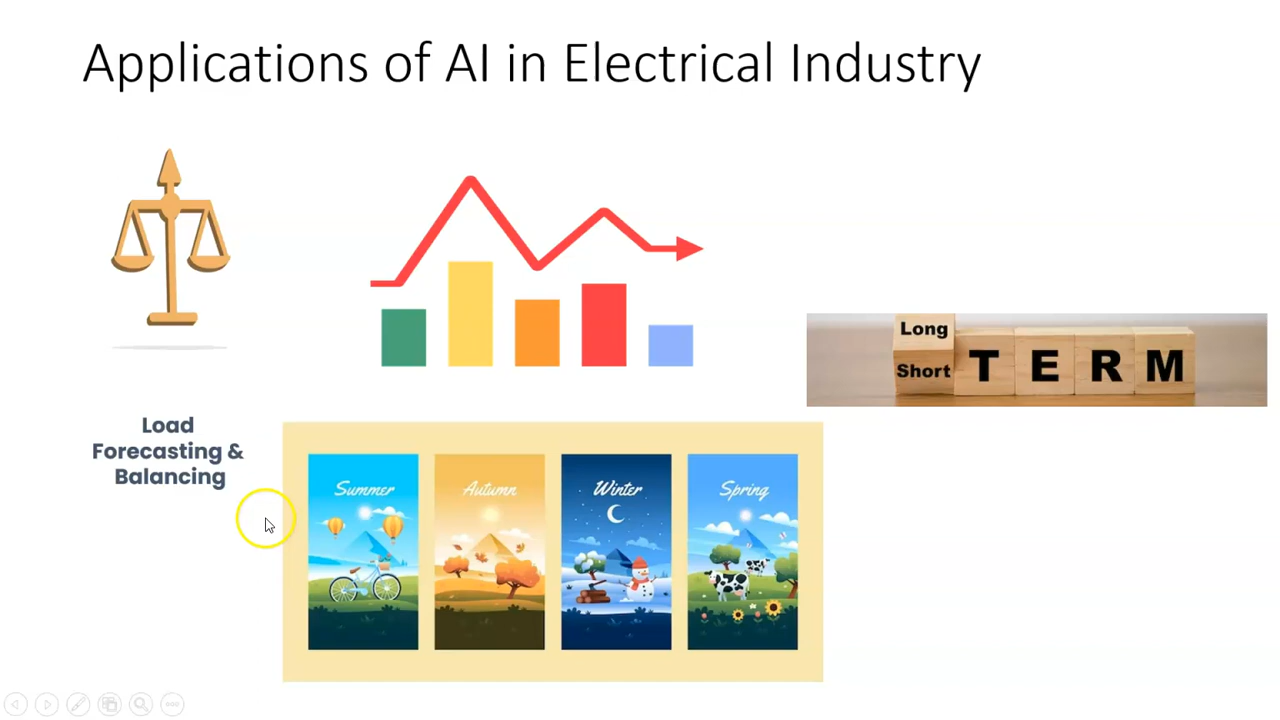 Applications of AI in Electrical Industry
Long
Short TERM
Load
Forecasting &
Balancing
Summer
Autumn
Winter
Spring